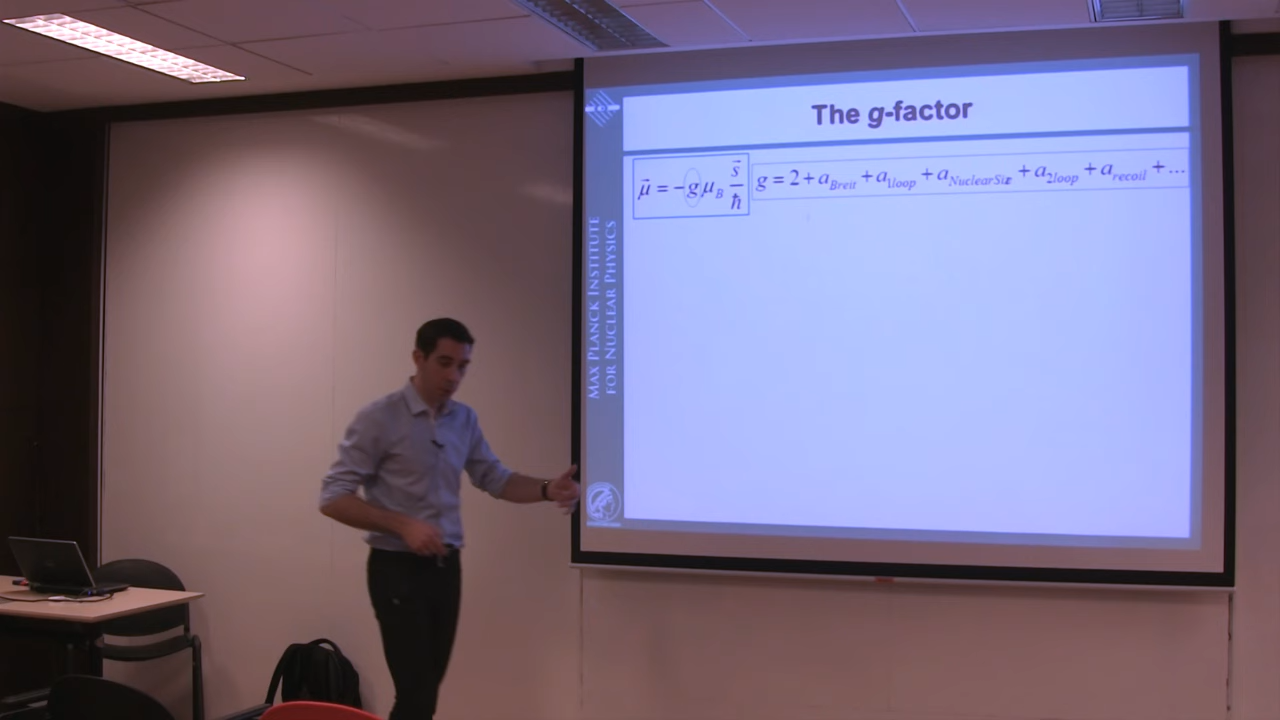 The g-factor
μ⃗ = −gμ_B s⃗/ħ
g = 2 + a_Breit + a_1loop + a_NuclearSize + a_2loop + a_recoil + ...
MAX PLANCK INSTITUTE
FOR NUCLEAR PHYSICS